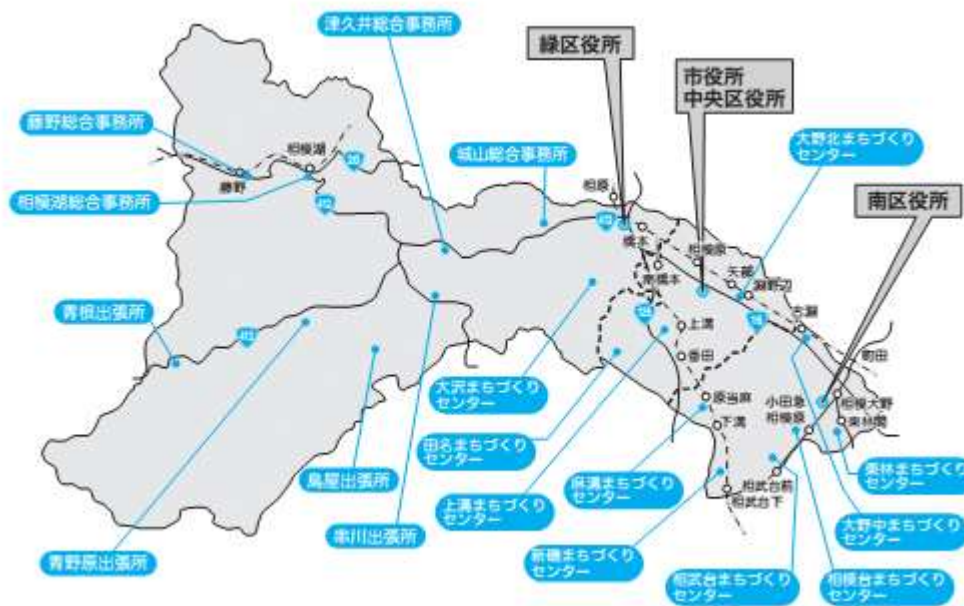 津久井総合事務所
緑区役所
市役所
中央区役所
藤野総合事務所
相模湖
20
城山総合事務所
大野北まちづくり
センター
藤野
相原
南区役所
相模湖総合事務所
412
413
橋本
相模原
南橋本
矢部
淵野辺
青根出張所
413
129
16
古淵
上溝
町田
番田
大沢まちづくり
センター
原当麻
小田急
相模原
相模大野
東林間
下溝
田名まちづくり
センター
鳥屋出張所
麻溝まちづくり
センター
相武台前
相武台下
東林まちづくり
センター
上溝まちづくり
センター
串川出張所
大野中まちづくり
センター
青野原出張所
新磯まちづくり
センター
相武台まちづくり
センター
相模台まちづくり
センター